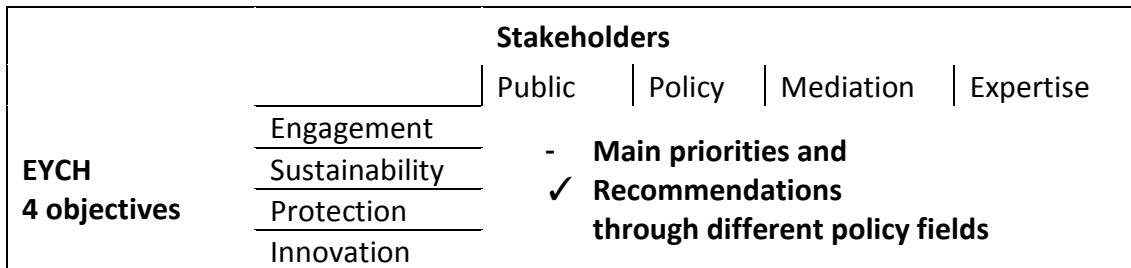 Stakeholders
Public Policy Mediation Expertise
Engagement
- Main priorities and
EYCH Sustainability
✓ Recommendations
4 objectives Protection
through different policy fields
Innovation